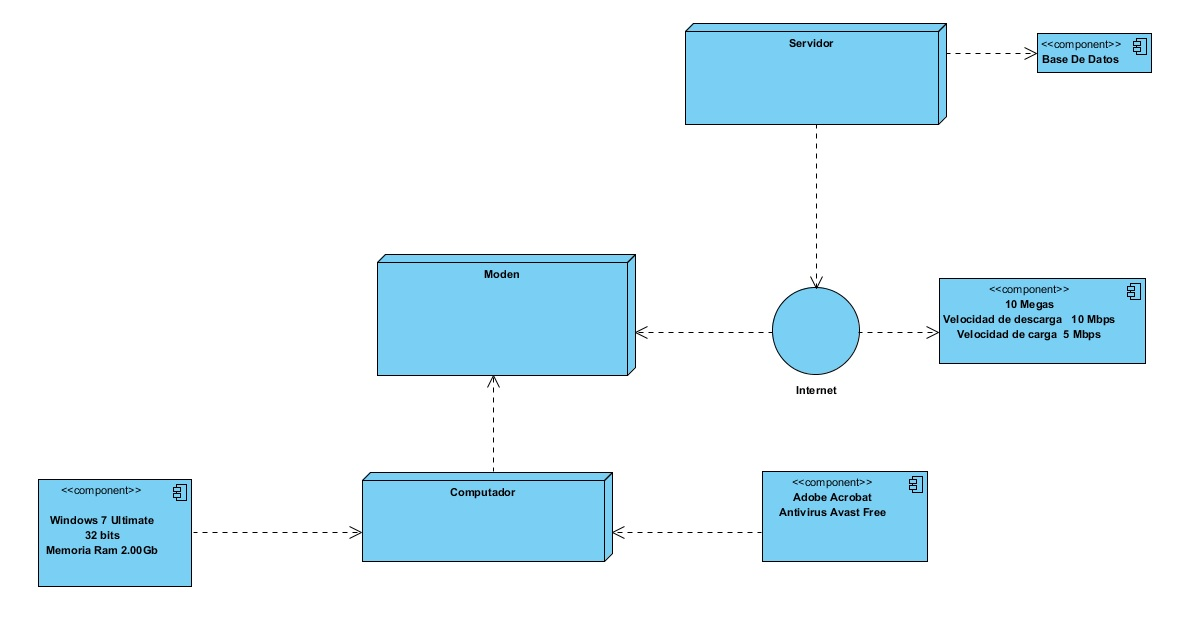 Servidor
<<component>>
Base De Datos
Moden
<<component>>
10 Megas
Velocidad de descarga 10 Mbps
Velocidad de carga 5 Mbps
Internet
<<component>>
Windows 7 Ultimate
32 bits
Memoria Ram 2.00Gb
Computador
<<component>>
Adobe Acrobat
Antivirus Avast Free